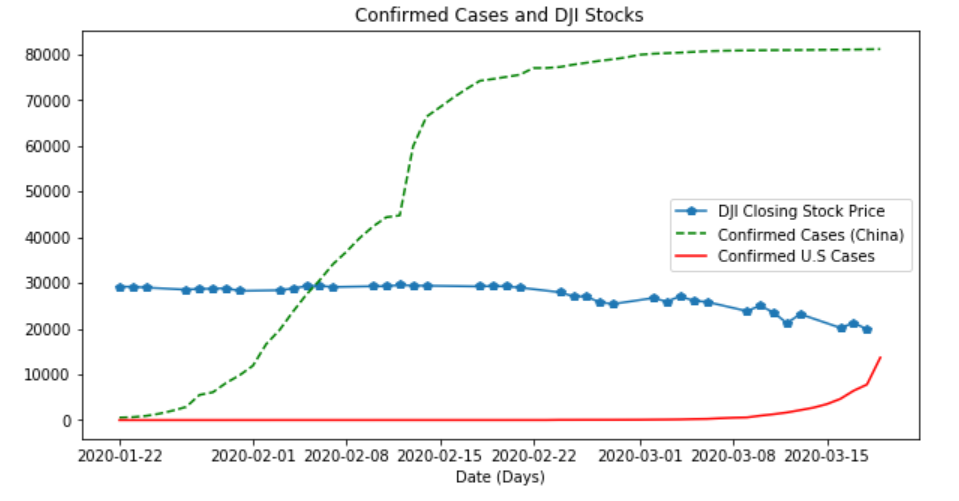 Confirmed Cases and DJI Stocks
80000
70000
60000
50000
40000
30000
20000
10000
0
DJI Closing Stock Price
Confirmed Cases (China)
Confirmed U.S Cases
2020-01-22 2020-02-01 2020-02-08 2020-02-15 2020-02-22 2020-03-01 2020-03-08 2020-03-15
Date (Days)